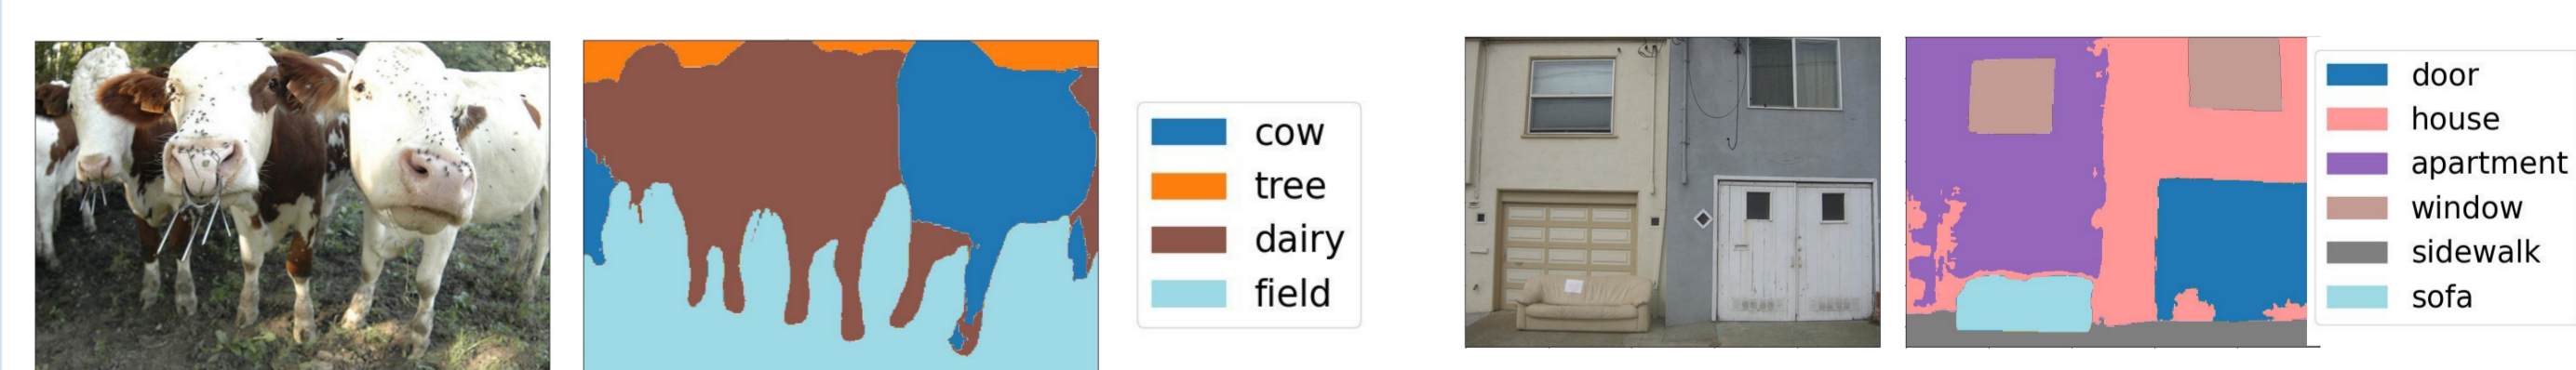 cow
tree
dairy
field
door
house
apartment
window
sidewalk
sofa